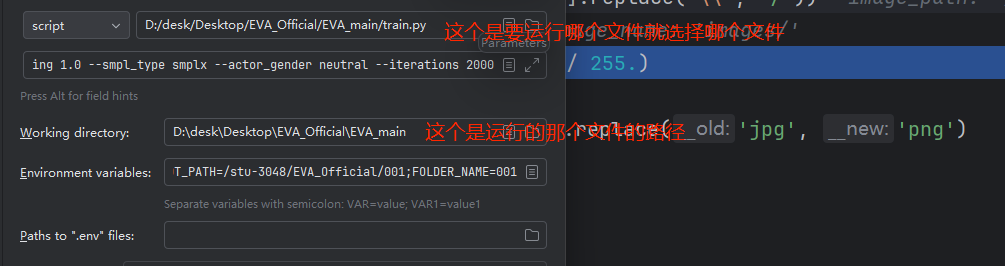 ].replace( '\\' , '/'))
script
D:/desk/Desktop/EVA_Official/EVA_main/train.py
这个是要运行哪个文件就选择哪个文件
Parameters
ing 1.0 --smpl_type smplx --actor_gender neutral --iterations 2000
/ 255.)
Press Alt for field hints
Working directory:
D:\desk\Desktop\EVA_Official\EVA_main
这个是运行的那个文件的路径
.replace( __old: 'jpg', __new: 'png')
Environment variables:
T_PATH=/stu-3048/EVA_Official/001;FOLDER_NAME=001
Separate variables with semicolon: VAR=value; VAR1=value1
Paths to ".env" files: